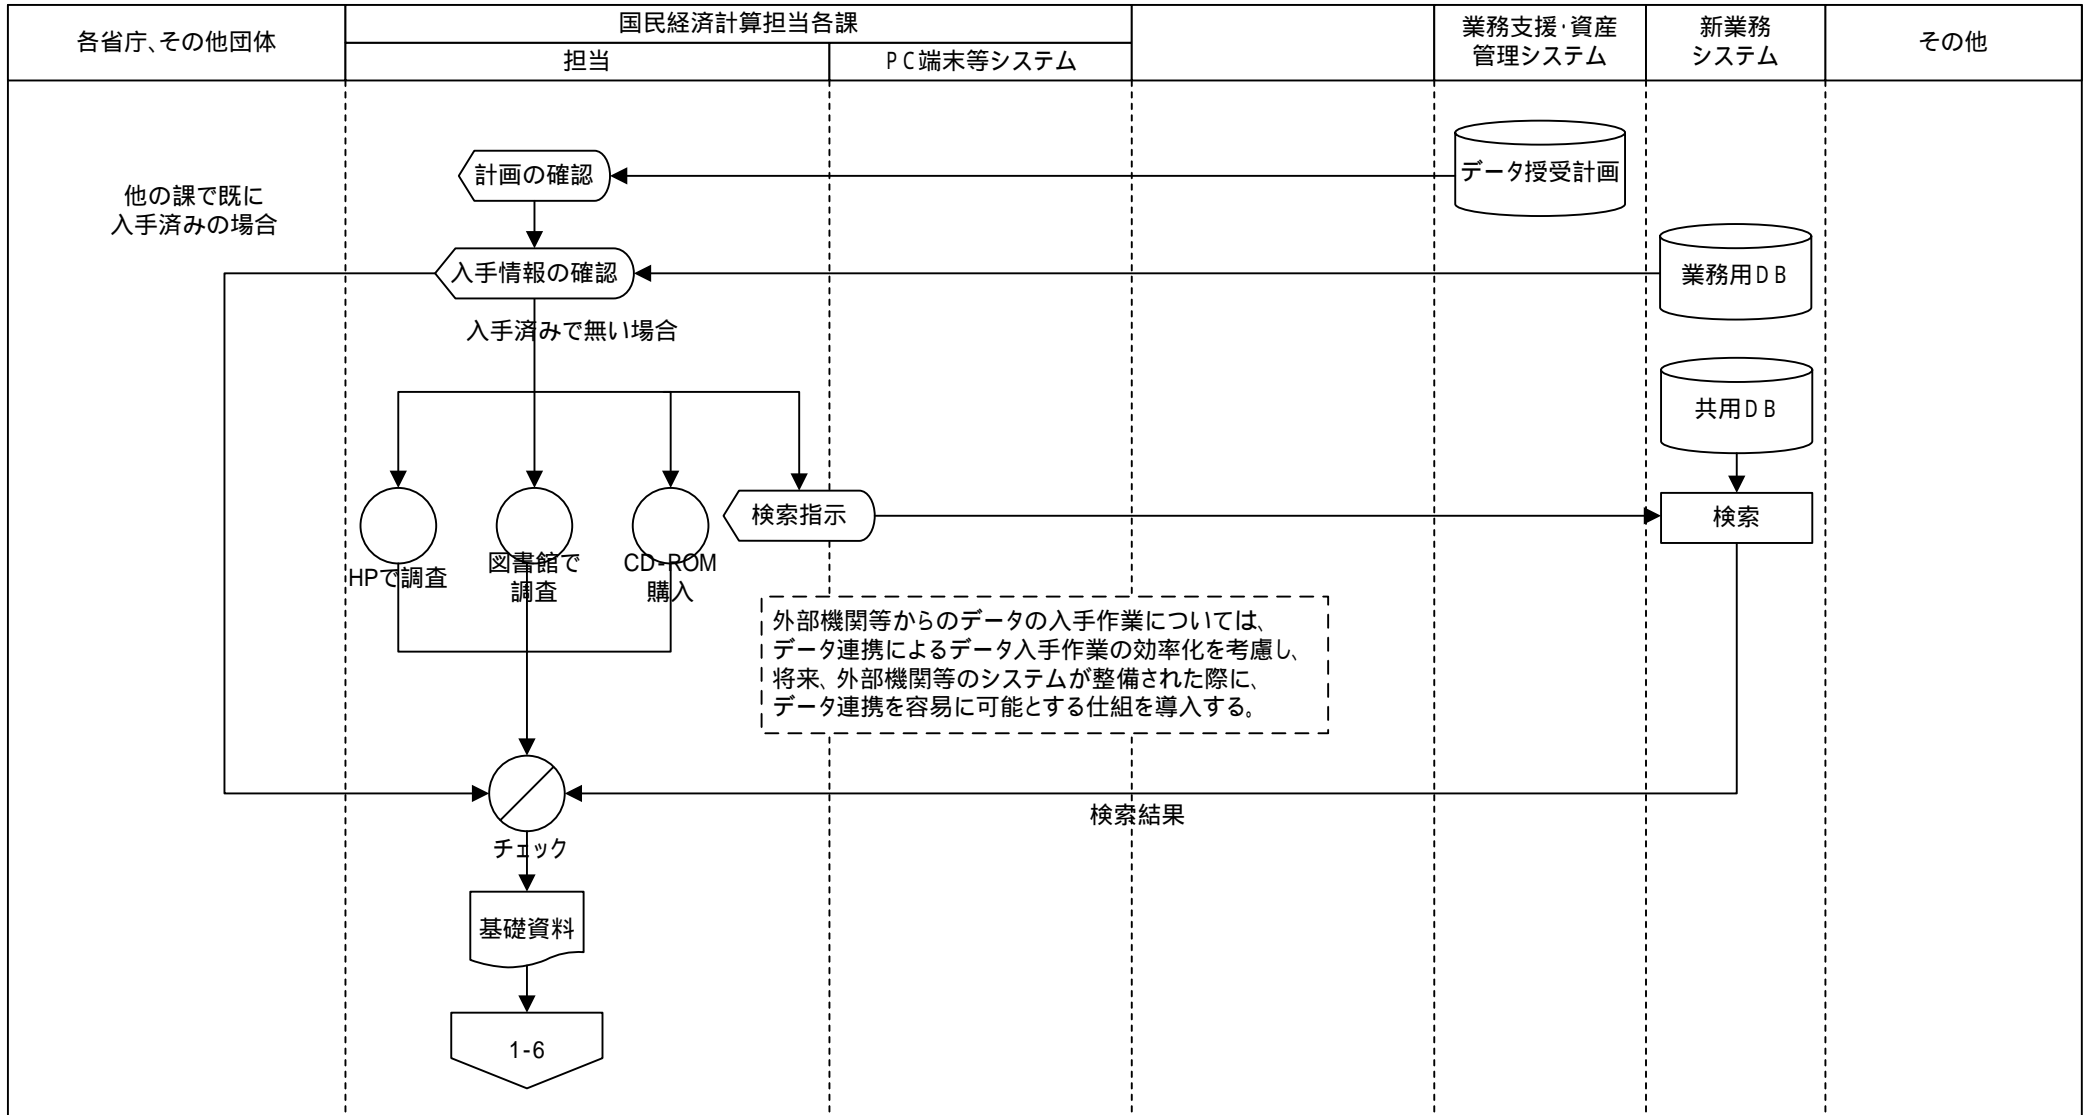 各省庁、その他団体
国民経済計算担当各課
担当
PC端末等システム
業務支援・資産
管理システム
新業務
システム
その他
データ授受計画
計画の確認
他の課で既に
入手済みの場合
入手情報の確認
業務用DB
入手済みで無い場合
共用DB
検索指示
検索
HPで調査
図書館で
調査
CD-ROM
購入
外部機関等からのデータの入手作業については、
データ連携によるデータ入手作業の効率化を考慮し、
将来、外部機関等のシステムが整備された際に、
データ連携を容易に可能とする仕組を導入する。
検索結果
チェック
基礎資料
1-6